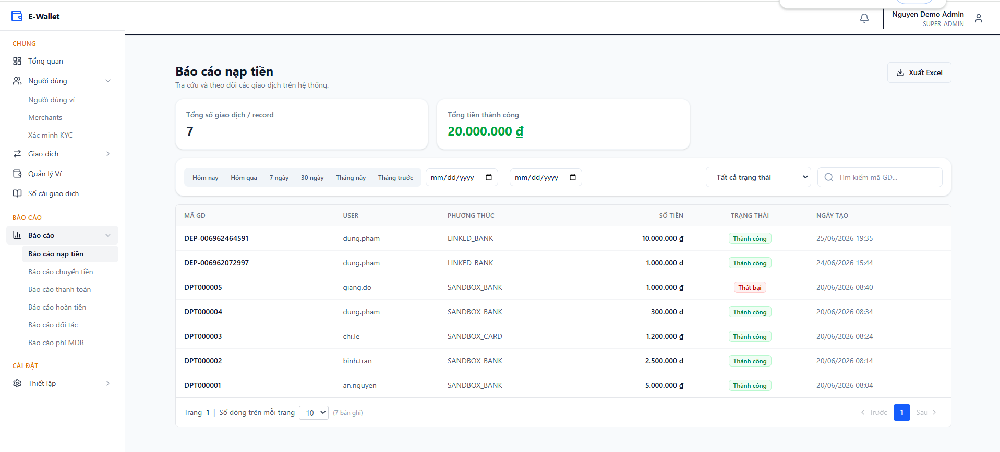 E-Wallet
Nguyen Demo Admin
SUPER_ADMIN
CHUNG
Tổng quan
Người dùng
Người dùng ví
Merchants
Xác minh KYC
Giao dịch
Quản lý Ví
Sổ cái giao dịch
BÁO CÁO
Báo cáo
Báo cáo nạp tiền
Báo cáo chuyển tiền
Báo cáo thanh toán
Báo cáo hoàn tiền
Báo cáo đối tác
Báo cáo phí MDR
CÀI ĐẶT
Thiết lập
Báo cáo nạp tiền
Tra cứu và theo dõi các giao dịch trên hệ thống.
Xuất Excel
Tổng số giao dịch / record
7
Tổng tiền thành công
20.000.000 ₫
Hôm nay Hôm qua 7 ngày 30 ngày Tháng này Tháng trước mm/dd/yyyy - mm/dd/yyyy Tất cả trạng thái Tìm kiếm mã GD...
MÃ GD USER PHƯƠNG THỨC SỐ TIỀN TRẠNG THÁI NGÀY TẠO
DEP-006962464591 dung.pham LINKED_BANK 10.000.000 ₫ Thành công 25/06/2026 19:35
DEP-006962072997 dung.pham LINKED_BANK 1.000.000 ₫ Thành công 24/06/2026 15:44
DPT000005 giang.do SANDBOX_BANK 1.000.000 ₫ Thất bại 20/06/2026 08:40
DPT000004 dung.pham SANDBOX_BANK 300.000 ₫ Thành công 20/06/2026 08:34
DPT000003 chi.le SANDBOX_CARD 1.200.000 ₫ Thành công 20/06/2026 08:24
DPT000002 binh.tran SANDBOX_BANK 2.500.000 ₫ Thành công 20/06/2026 08:14
DPT000001 an.nguyen SANDBOX_BANK 5.000.000 ₫ Thành công 20/06/2026 08:04
Trang 1 | Số dòng trên mỗi trang 10 (7 bản ghi) Trước 1 Sau